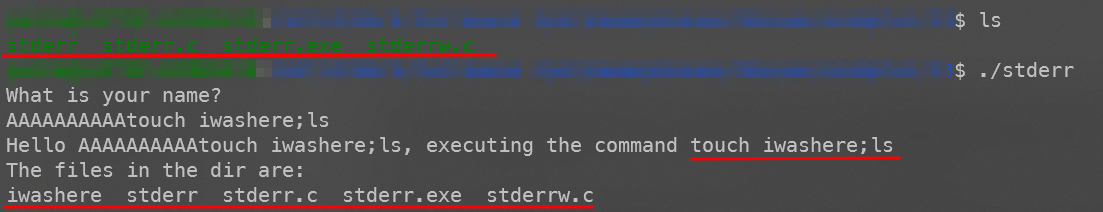 $ ls
stderr  stderr.c  stderr.exe  stderrw.c
$ ./stderr
What is your name?
AAAAAAAAAAtouch iwashere;ls
Hello AAAAAAAAAAtouch iwashere;ls, executing the command touch iwashere;ls
The files in the dir are:
iwashere  stderr  stderr.c  stderr.exe  stderrw.c